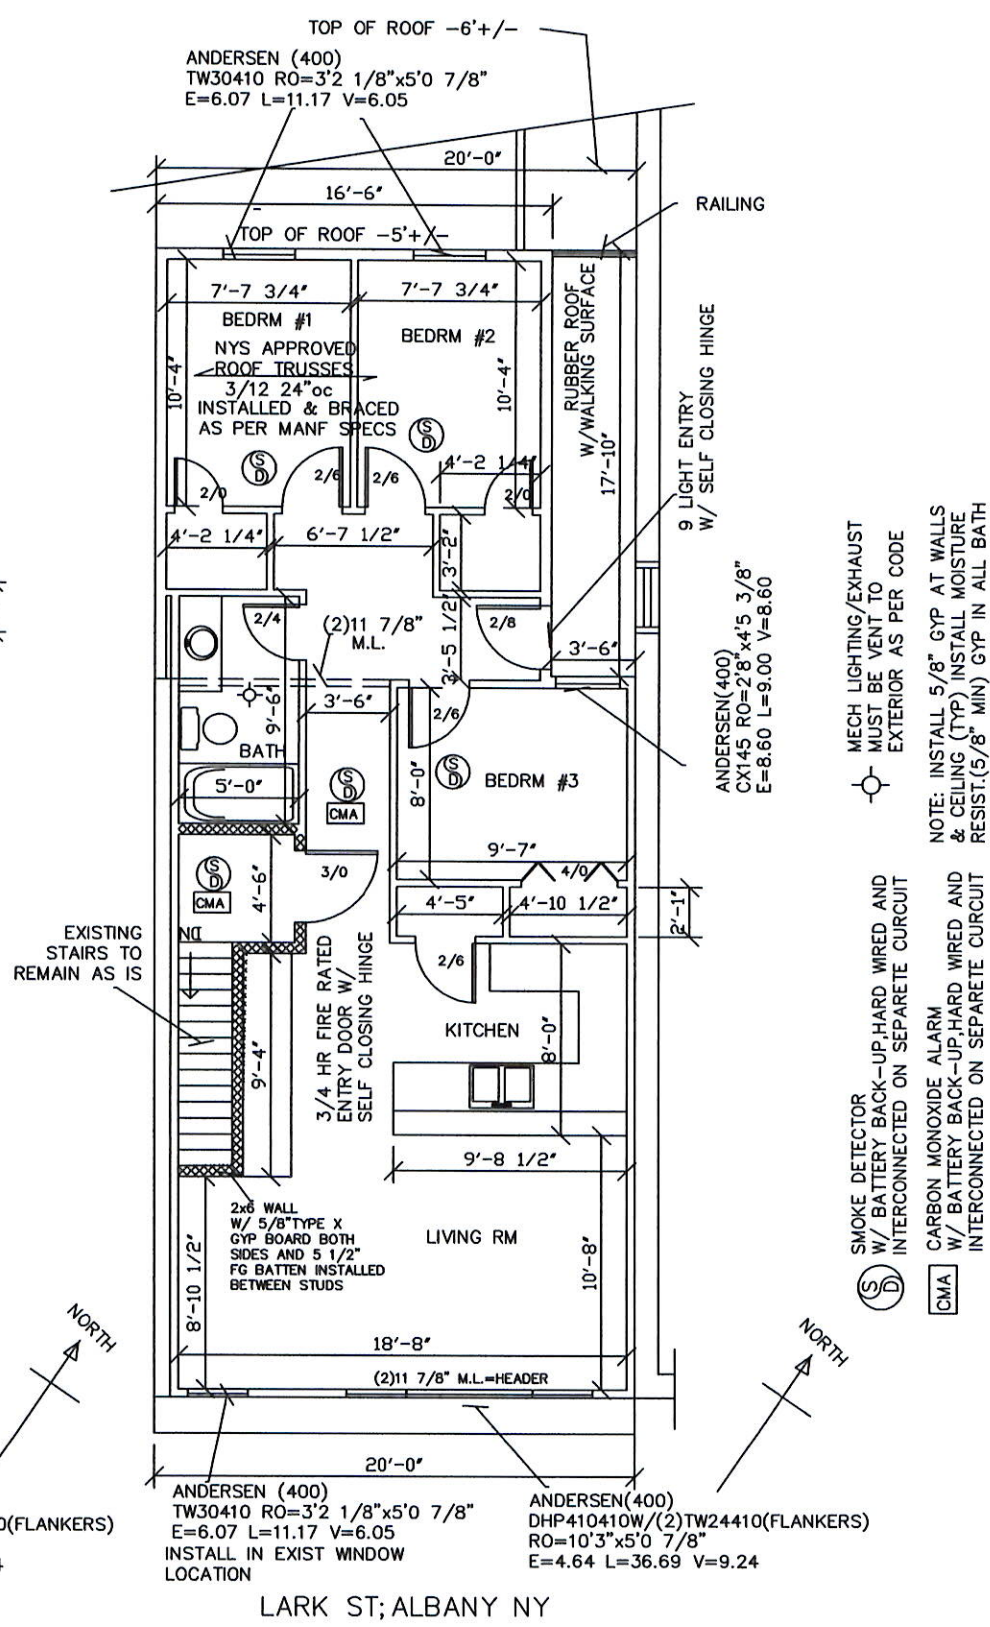 TOP OF ROOF -6'+/-
ANDERSEN (400)
TW30410 RO=3'2 1/8"x5'0 7/8"
E=6.07 L=11.17 V=6.05
20'-0"
16'-6"
RAILING
TOP OF ROOF -5'+/-
7'-7 3/4"
7'-7 3/4"
BEDRM #1
BEDRM #2
NYS APPROVED
ROOF TRUSSES
3/12 24"oc
INSTALLED & BRACED
AS PER MANF SPECS
10'-4"
10'-4"
RUBBER ROOF
W/WALKING SURFACE
17'-10"
9 LIGHT ENTRY
W/ SELF CLOSING HINGE
SD
SD
2/0
2/6
2/6
4'-2 1/4"
2/0
4'-2 1/4"
6'-7 1/2"
3'-2"
2/4
(2)11 7/8"
M.L.
3'-5 1/2"
2/8
3'-6"
ANDERSEN(400)
CX145 RO=2'8"x4'5 3/8"
E=8.60 L=9.00 V=8.60
3'-6"
9'-6"
2/6
BATH
SD
CMA
8'-0"
SD
BEDRM #3
5'-0"
9'-7"
3/0
4/0
SD
CMA
4'-6"
4'-5"
4'-10 1/2"
2'-1"
DN
EXISTING
STAIRS TO
REMAIN AS IS
2/6
3/4 HR FIRE RATED
ENTRY DOOR W/
SELF CLOSING HINGE
KITCHEN
8'-0"
9'-4"
9'-8 1/2"
2x6 WALL
W/ 5/8"TYPE X
GYP BOARD BOTH
SIDES AND 5 1/2"
FG BATTEN INSTALLED
BETWEEN STUDS
LIVING RM
8'-10 1/2"
10'-8"
18'-8"
(2)11 7/8" M.L.=HEADER
20'-0"
NORTH
NORTH
MECH LIGHTING/EXHAUST
MUST BE VENT TO
EXTERIOR AS PER CODE
NOTE: INSTALL 5/8" GYP AT WALLS
& CEILING (TYP) INSTALL MOISTURE
RESIST.(5/8" MIN) GYP IN ALL BATH
SD
SMOKE DETECTOR
W/ BATTERY BACK-UP,HARD WIRED AND
INTERCONNECTED ON SEPARETE CURCUIT
CMA
CARBON MONOXIDE ALARM
W/ BATTERY BACK-UP,HARD WIRED AND
INTERCONNECTED ON SEPARETE CURCUIT
(FLANKERS)
ANDERSEN (400)
TW30410 RO=3'2 1/8"x5'0 7/8"
E=6.07 L=11.17 V=6.05
INSTALL IN EXIST WINDOW
LOCATION
ANDERSEN(400)
DHP410410W/(2)TW24410(FLANKERS)
RO=10'3"x5'0 7/8"
E=4.64 L=36.69 V=9.24
LARK ST; ALBANY NY